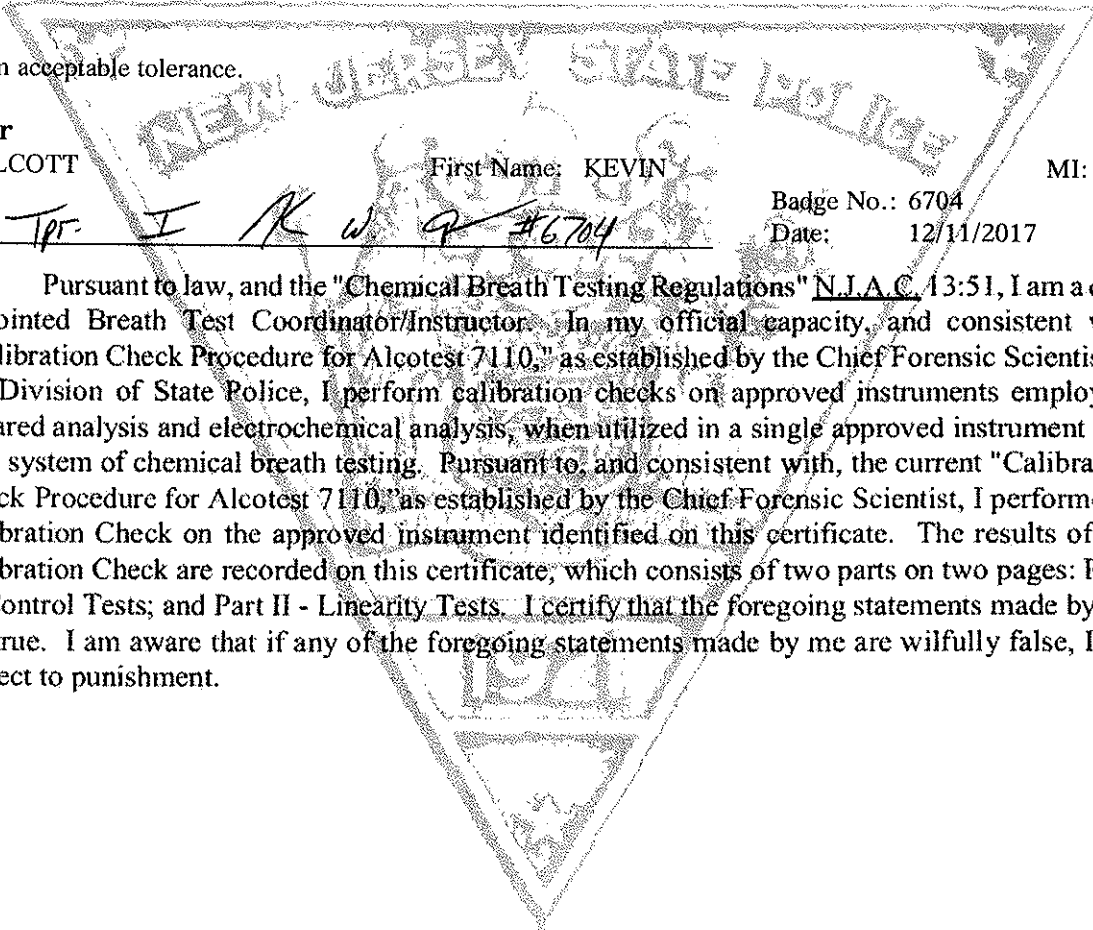 n acceptable tolerance.
NEW JERSEY STATE POLICE
r
LCOTT First Name: KEVIN MI:
Tpr. I K W #6704 Badge No.: 6704
Date: 12/11/2017
Pursuant to law, and the "Chemical Breath Testing Regulations" N.J.A.C. 13:51, I am a
ointed Breath Test Coordinator/Instructor. In my official capacity, and consistent
libration Check Procedure for Alcotest 7110," as established by the Chief Forensic Scientis
Division of State Police, I perform calibration checks on approved instruments employ
ared analysis and electrochemical analysis, when utilized in a single approved instrument
system of chemical breath testing. Pursuant to, and consistent with, the current "Calibra
ck Procedure for Alcotest 7110," as established by the Chief Forensic Scientist, I perform
bration Check on the approved instrument identified on this certificate. The results of
bration Check are recorded on this certificate, which consists of two parts on two pages:
Control Tests; and Part II - Linearity Tests. I certify that the foregoing statements made by
rue. I am aware that if any of the foregoing statements made by me are wilfully false, I
ect to punishment.
1921